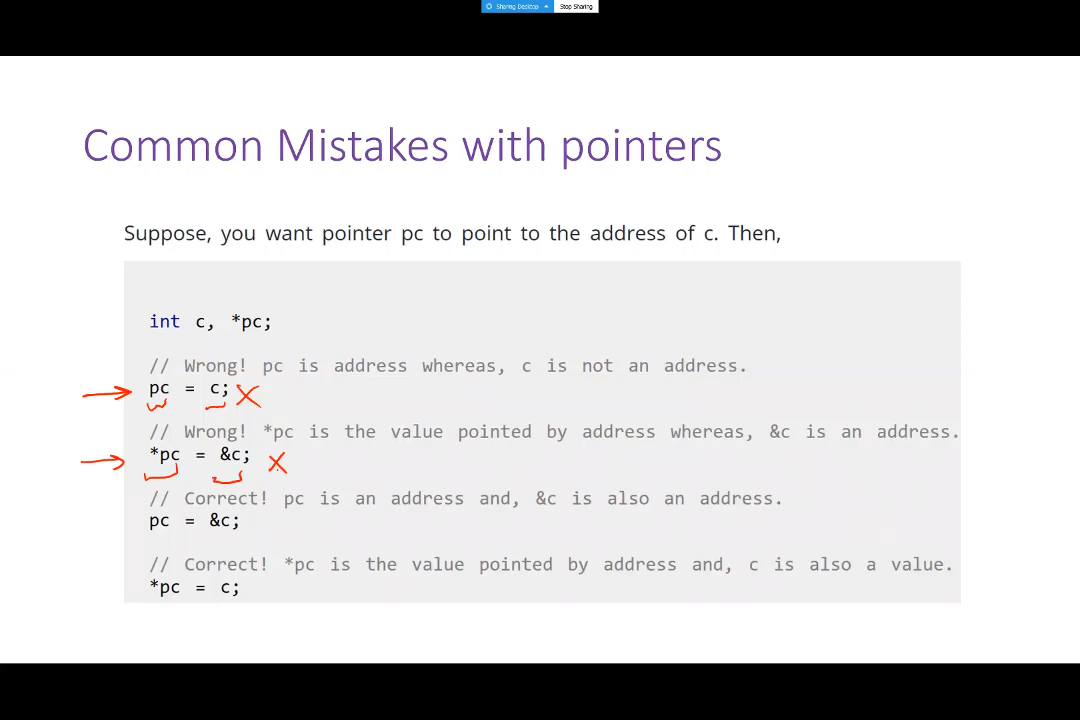 Sharing Desktop Stop Sharing
Common Mistakes with pointers
Suppose, you want pointer pc to point to the address of c. Then,
int c, *pc;
// Wrong! pc is address whereas, c is not an address.
pc = c;
// Wrong! *pc is the value pointed by address whereas, &c is an address.
*pc = &c;
// Correct! pc is an address and, &c is also an address.
pc = &c;
// Correct! *pc is the value pointed by address and, c is also a value.
*pc = c;